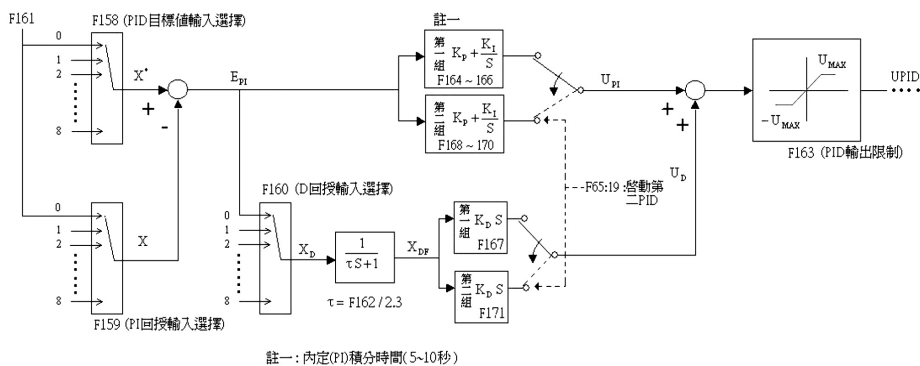 F161
F158 (PID目標值輸入選擇)
0
1
2
8
X*
+
-
E_PI
註一
第一組 K_P + K_I/S
F164 ~ 166
第二組 K_P + K_I/S
F168 ~ 170
U_PI
+
+
U_MAX
-U_MAX
UPID
F163 (PID輸出限制)
U_D
F65:19 :啓動第二PID
0
1
2
8
X
F159 (PI回授輸入選擇)
F160 (D回授輸入選擇)
0
1
2
8
X_D
1/τS+1
τ = F162 / 2.3
X_DF
第一組 K_D S
F167
第二組 K_D S
F171
註一 : 內定(PI)積分時間(5~10秒)